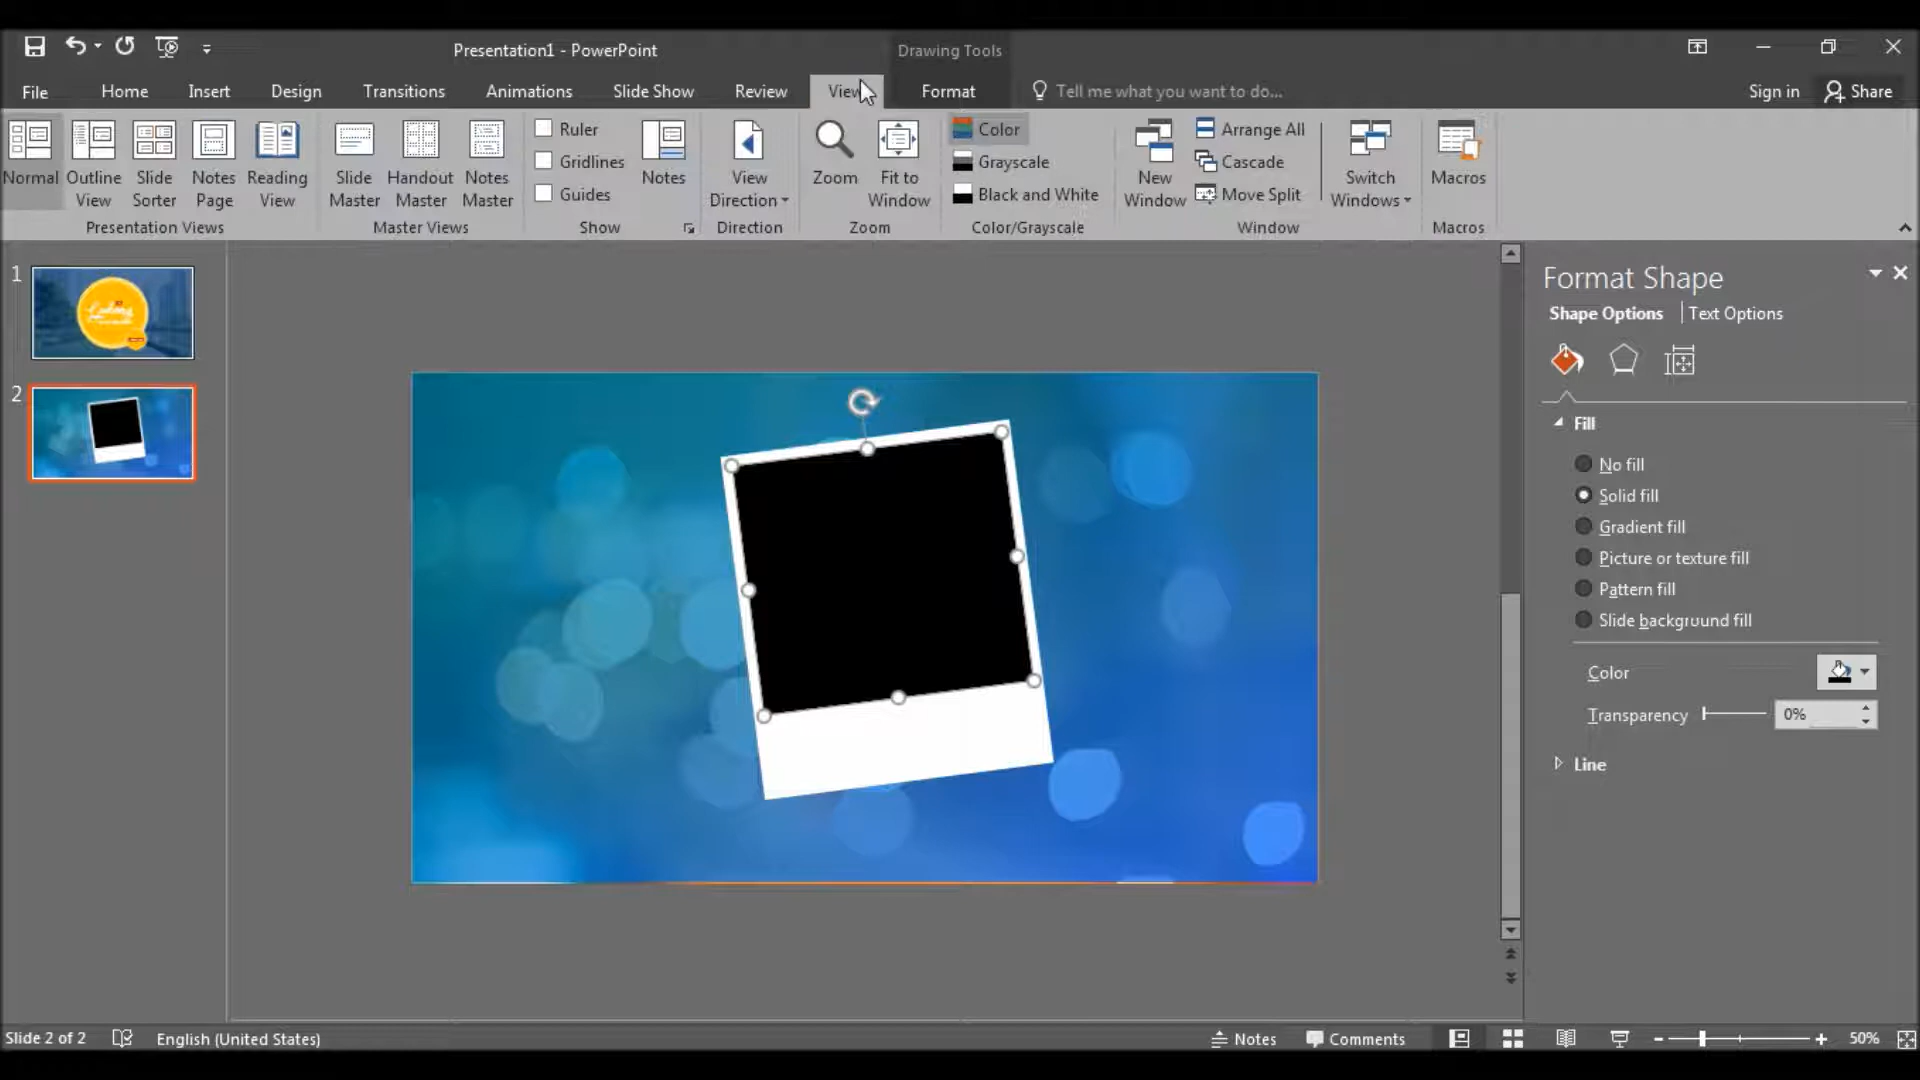 Presentation1 - PowerPoint
Drawing Tools
File
Home
Insert
Design
Transitions
Animations
Slide Show
Review
View
Format
Tell me what you want to do...
Sign in
Share
Normal
Outline View
Slide Sorter
Notes Page
Reading View
Presentation Views
Slide Master
Handout Master
Notes Master
Master Views
Ruler
Gridlines
Guides
Show
Notes
View Direction
Direction
Zoom
Fit to Window
Zoom
Color
Grayscale
Black and White
Color/Grayscale
New Window
Arrange All
Cascade
Move Split
Switch Windows
Window
Macros
Macros
1
2
Format Shape
Shape Options
Text Options
Fill
No fill
Solid fill
Gradient fill
Picture or texture fill
Pattern fill
Slide background fill
Color
Transparency
0%
Line
Slide 2 of 2
English (United States)
Notes
Comments
50%